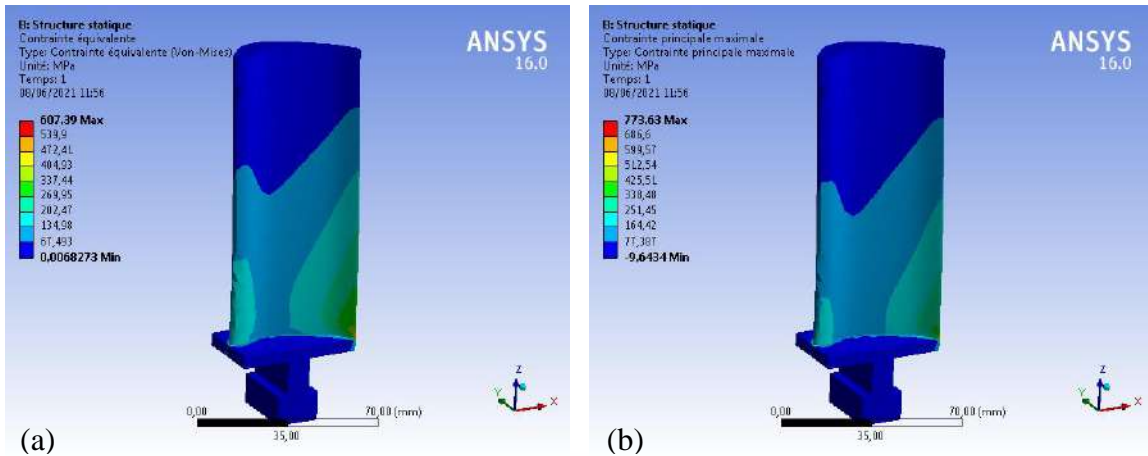 B: Structure statique
Contrainte équivalente
Type: Contrainte équivalente (Von-Mises)
Unité: MPa
Temps: 1
08/06/2021 11:56
607.39 Max
539,9
472,41
404,93
337,44
269,95
202,47
134,98
67,493
0,0068273 Min
ANSYS
16.0
Z
Y
X
0,00
70,00 (mm)
35,00
(a)
B: Structure statique
Contrainte principale maximale
Type: Contrainte principale maximale
Unité: MPa
Temps: 1
08/06/2021 11:56
773.63 Max
686,6
599,57
512,54
425,51
338,48
251,45
164,42
77,387
-9,6434 Min
ANSYS
16.0
Z
Y
X
0,00
70,00 (mm)
35,00
(b)